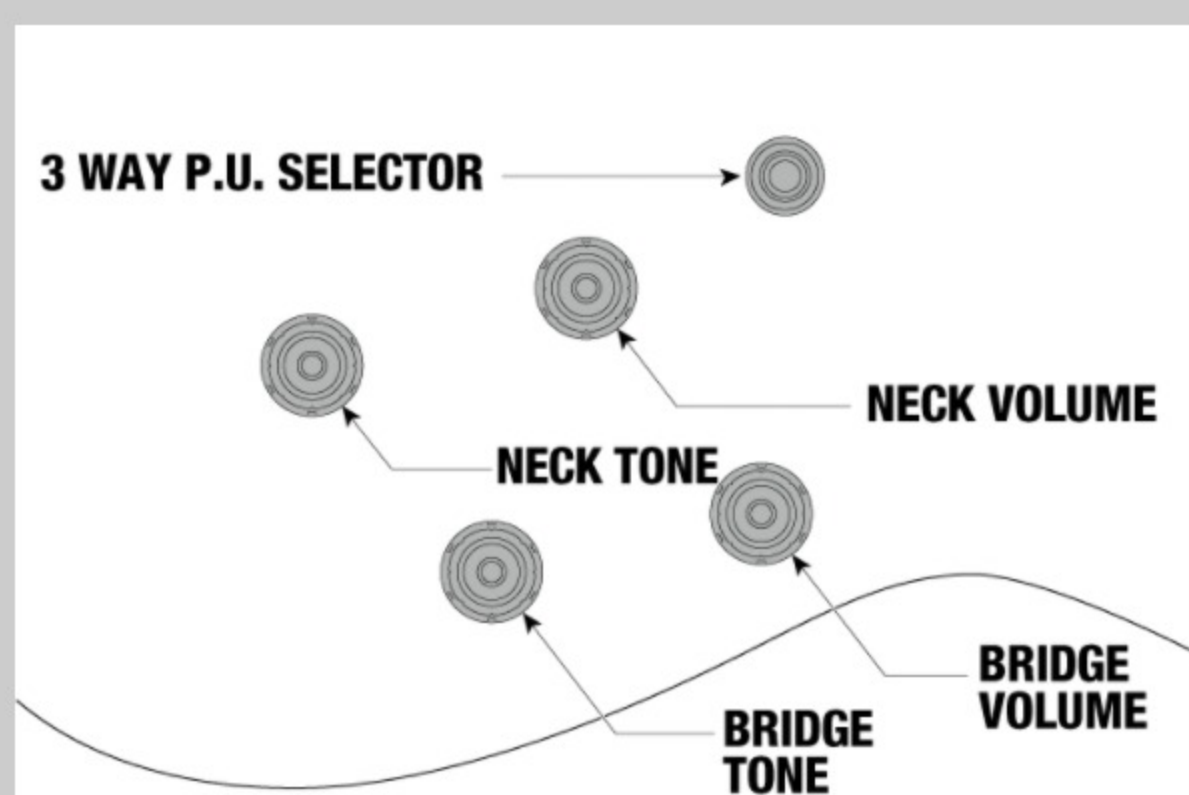 3 WAY P.U. SELECTOR
NECK VOLUME
NECK TONE
BRIDGE
VOLUME
BRIDGE
TONE